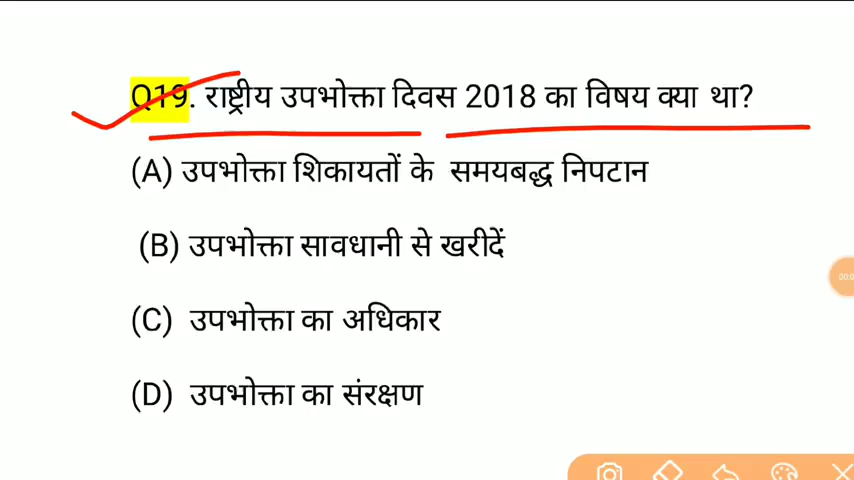 Q19. राष्ट्रीय उपभोक्ता दिवस 2018 का विषय क्या था?
(A) उपभोक्ता शिकायतों के समयबद्ध निपटान
(B) उपभोक्ता सावधानी से खरीदें
(C) उपभोक्ता का अधिकार
(D) उपभोक्ता का संरक्षण